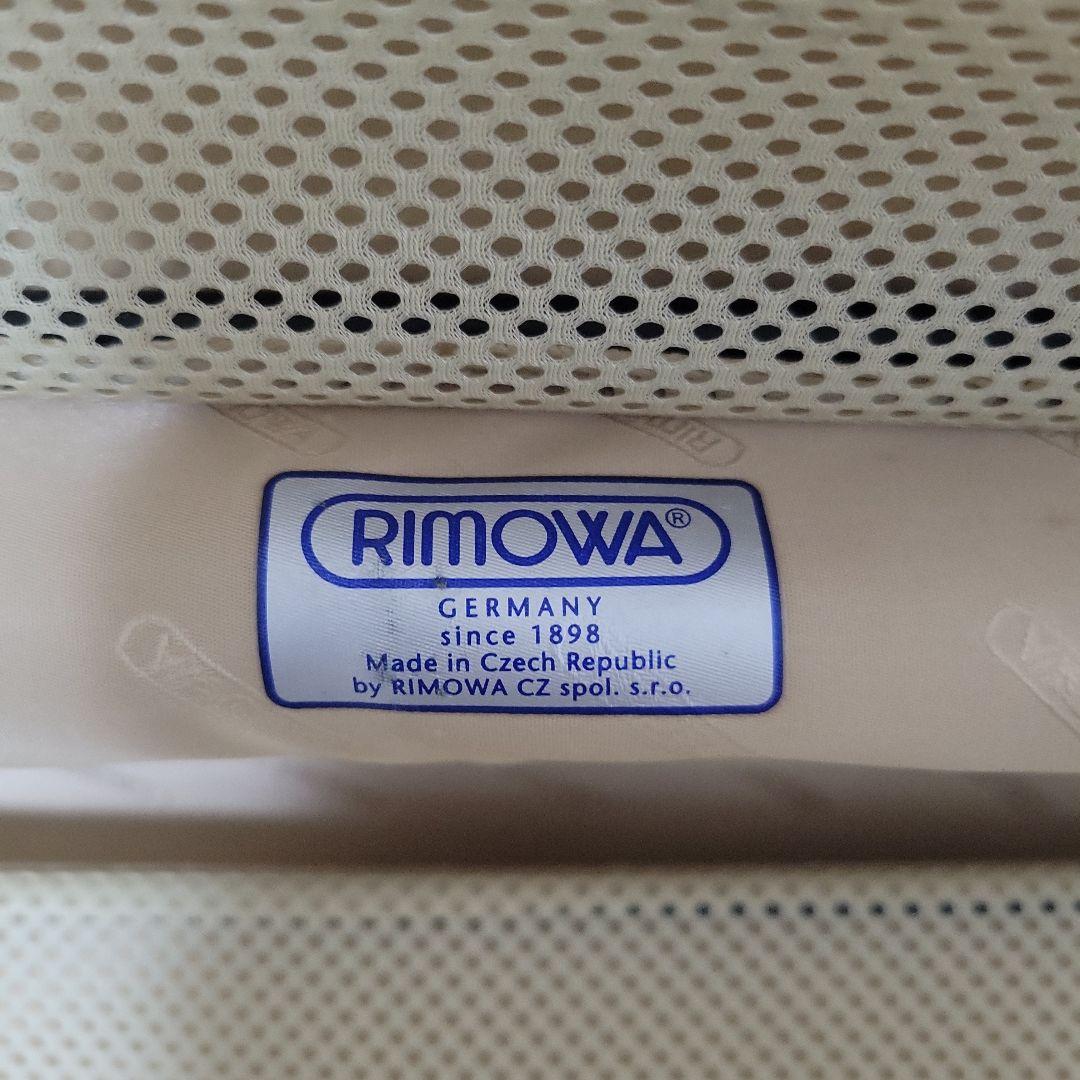 RIMOWA®
GERMANY
since 1898
Made in Czech Republic
by RIMOWA CZ spol. s.r.o.